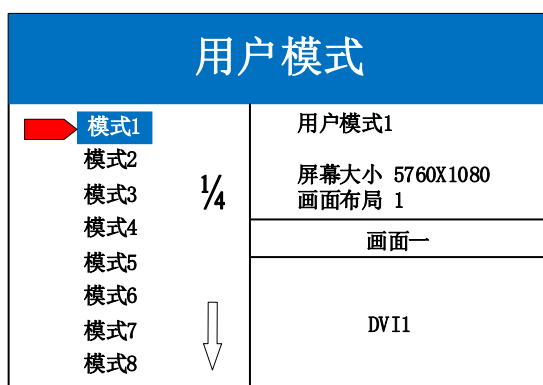 用户模式
模式1
模式2
模式3
模式4
模式5
模式6
模式7
模式8
1/4
用户模式1
屏幕大小 5760X1080
画面布局 1
画面一
DVI1